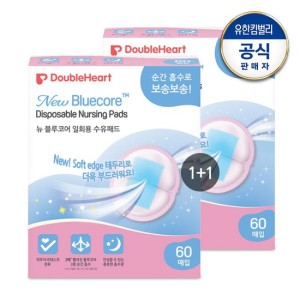 유한킴벌리
공식
판매자
DoubleHeart
DoubleHeart
New Bluecore™
Disposable Nursing Pads
뉴 블루코어 일회용 수유패드
순간 흡수로
보송보송!
New! Soft edge 테두리로
더욱 부드러워요!
1+1
60
매입
60
매입